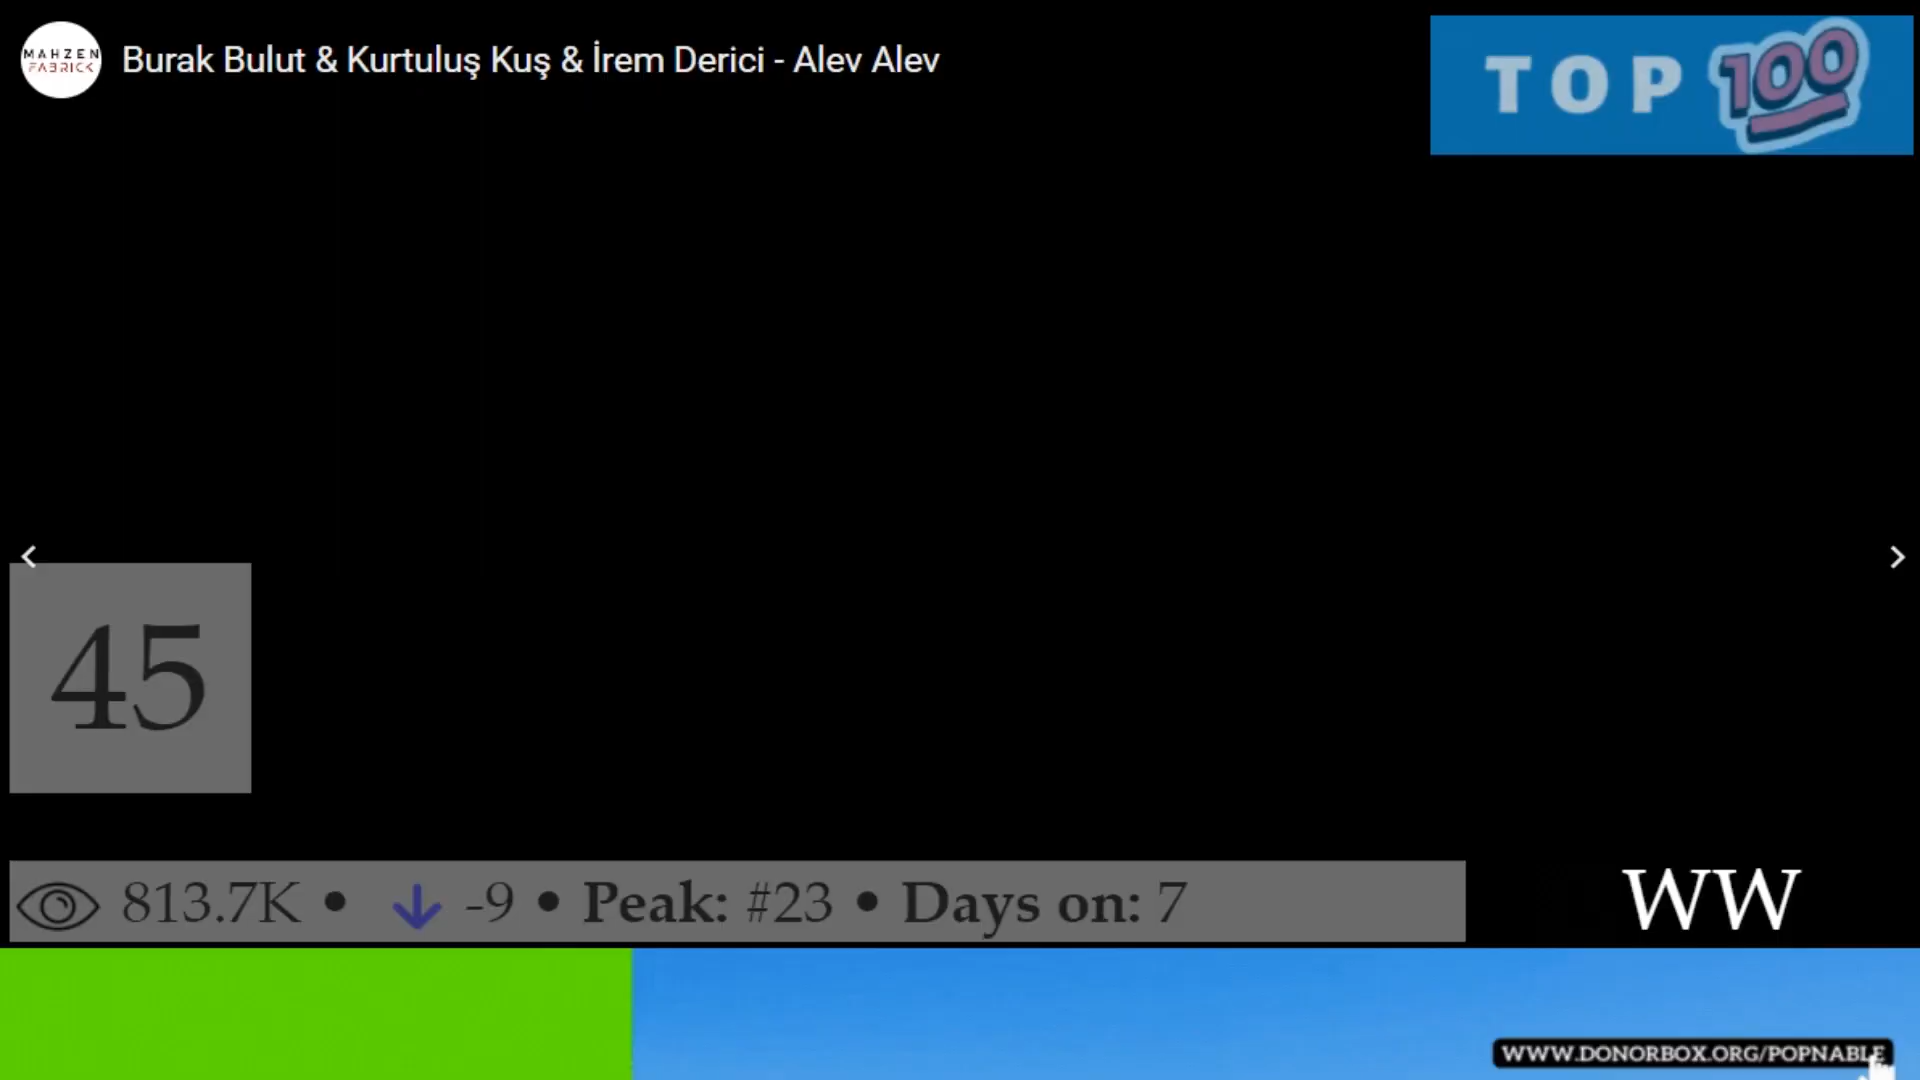 MAHZEN
FABRICK
Burak Bulut & Kurtuluş Kuş & İrem Derici - Alev Alev
TOP 100
45
813.7K • ↓ -9 • Peak: #23 • Days on: 7
WW
WWW.DONORBOX.ORG/POPNABLE